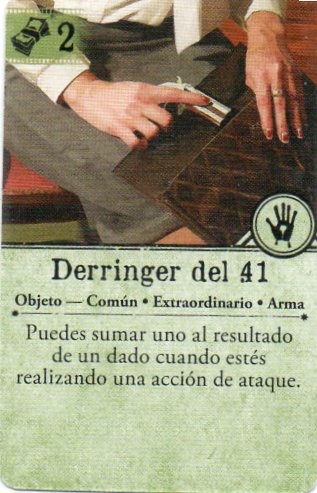 2
Derringer del 41
Objeto — Común • Extraordinario • Arma
Puedes sumar uno al resultado
de un dado cuando estés
realizando una acción de ataque.